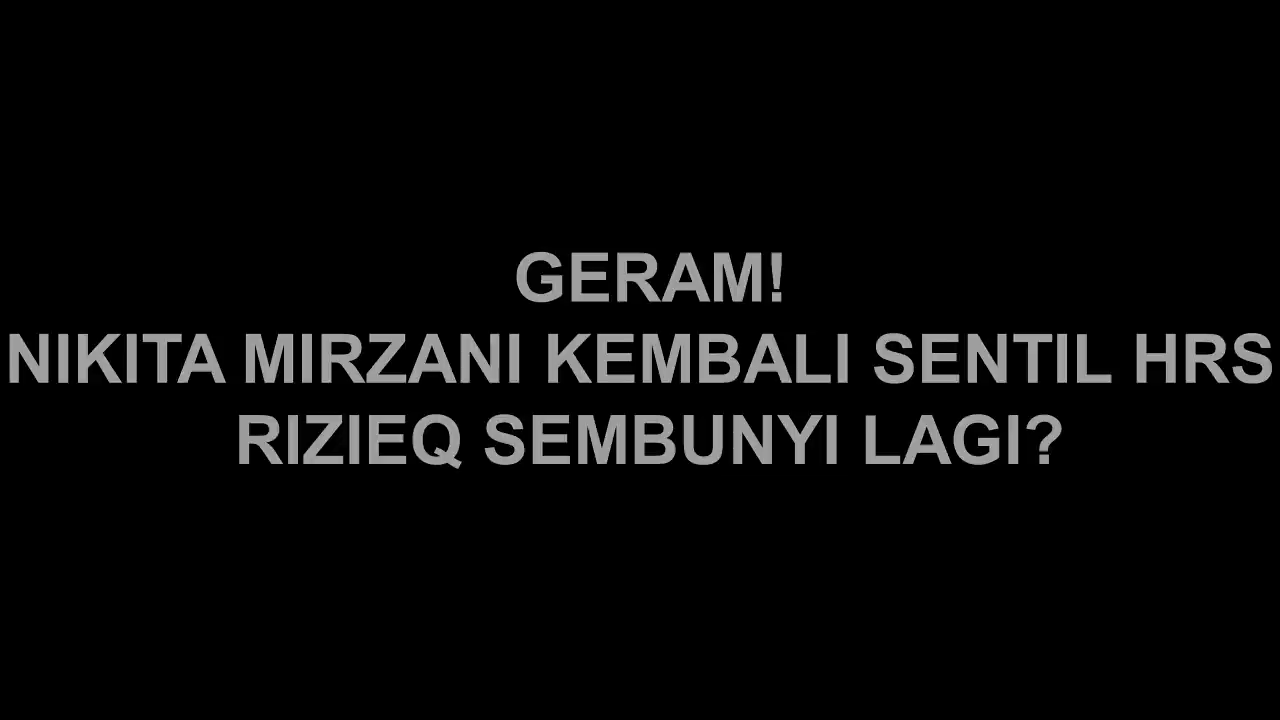 GERAM!
NIKITA MIRZANI KEMBALI SENTIL HRS
RIZIEQ SEMBUNYI LAGI?